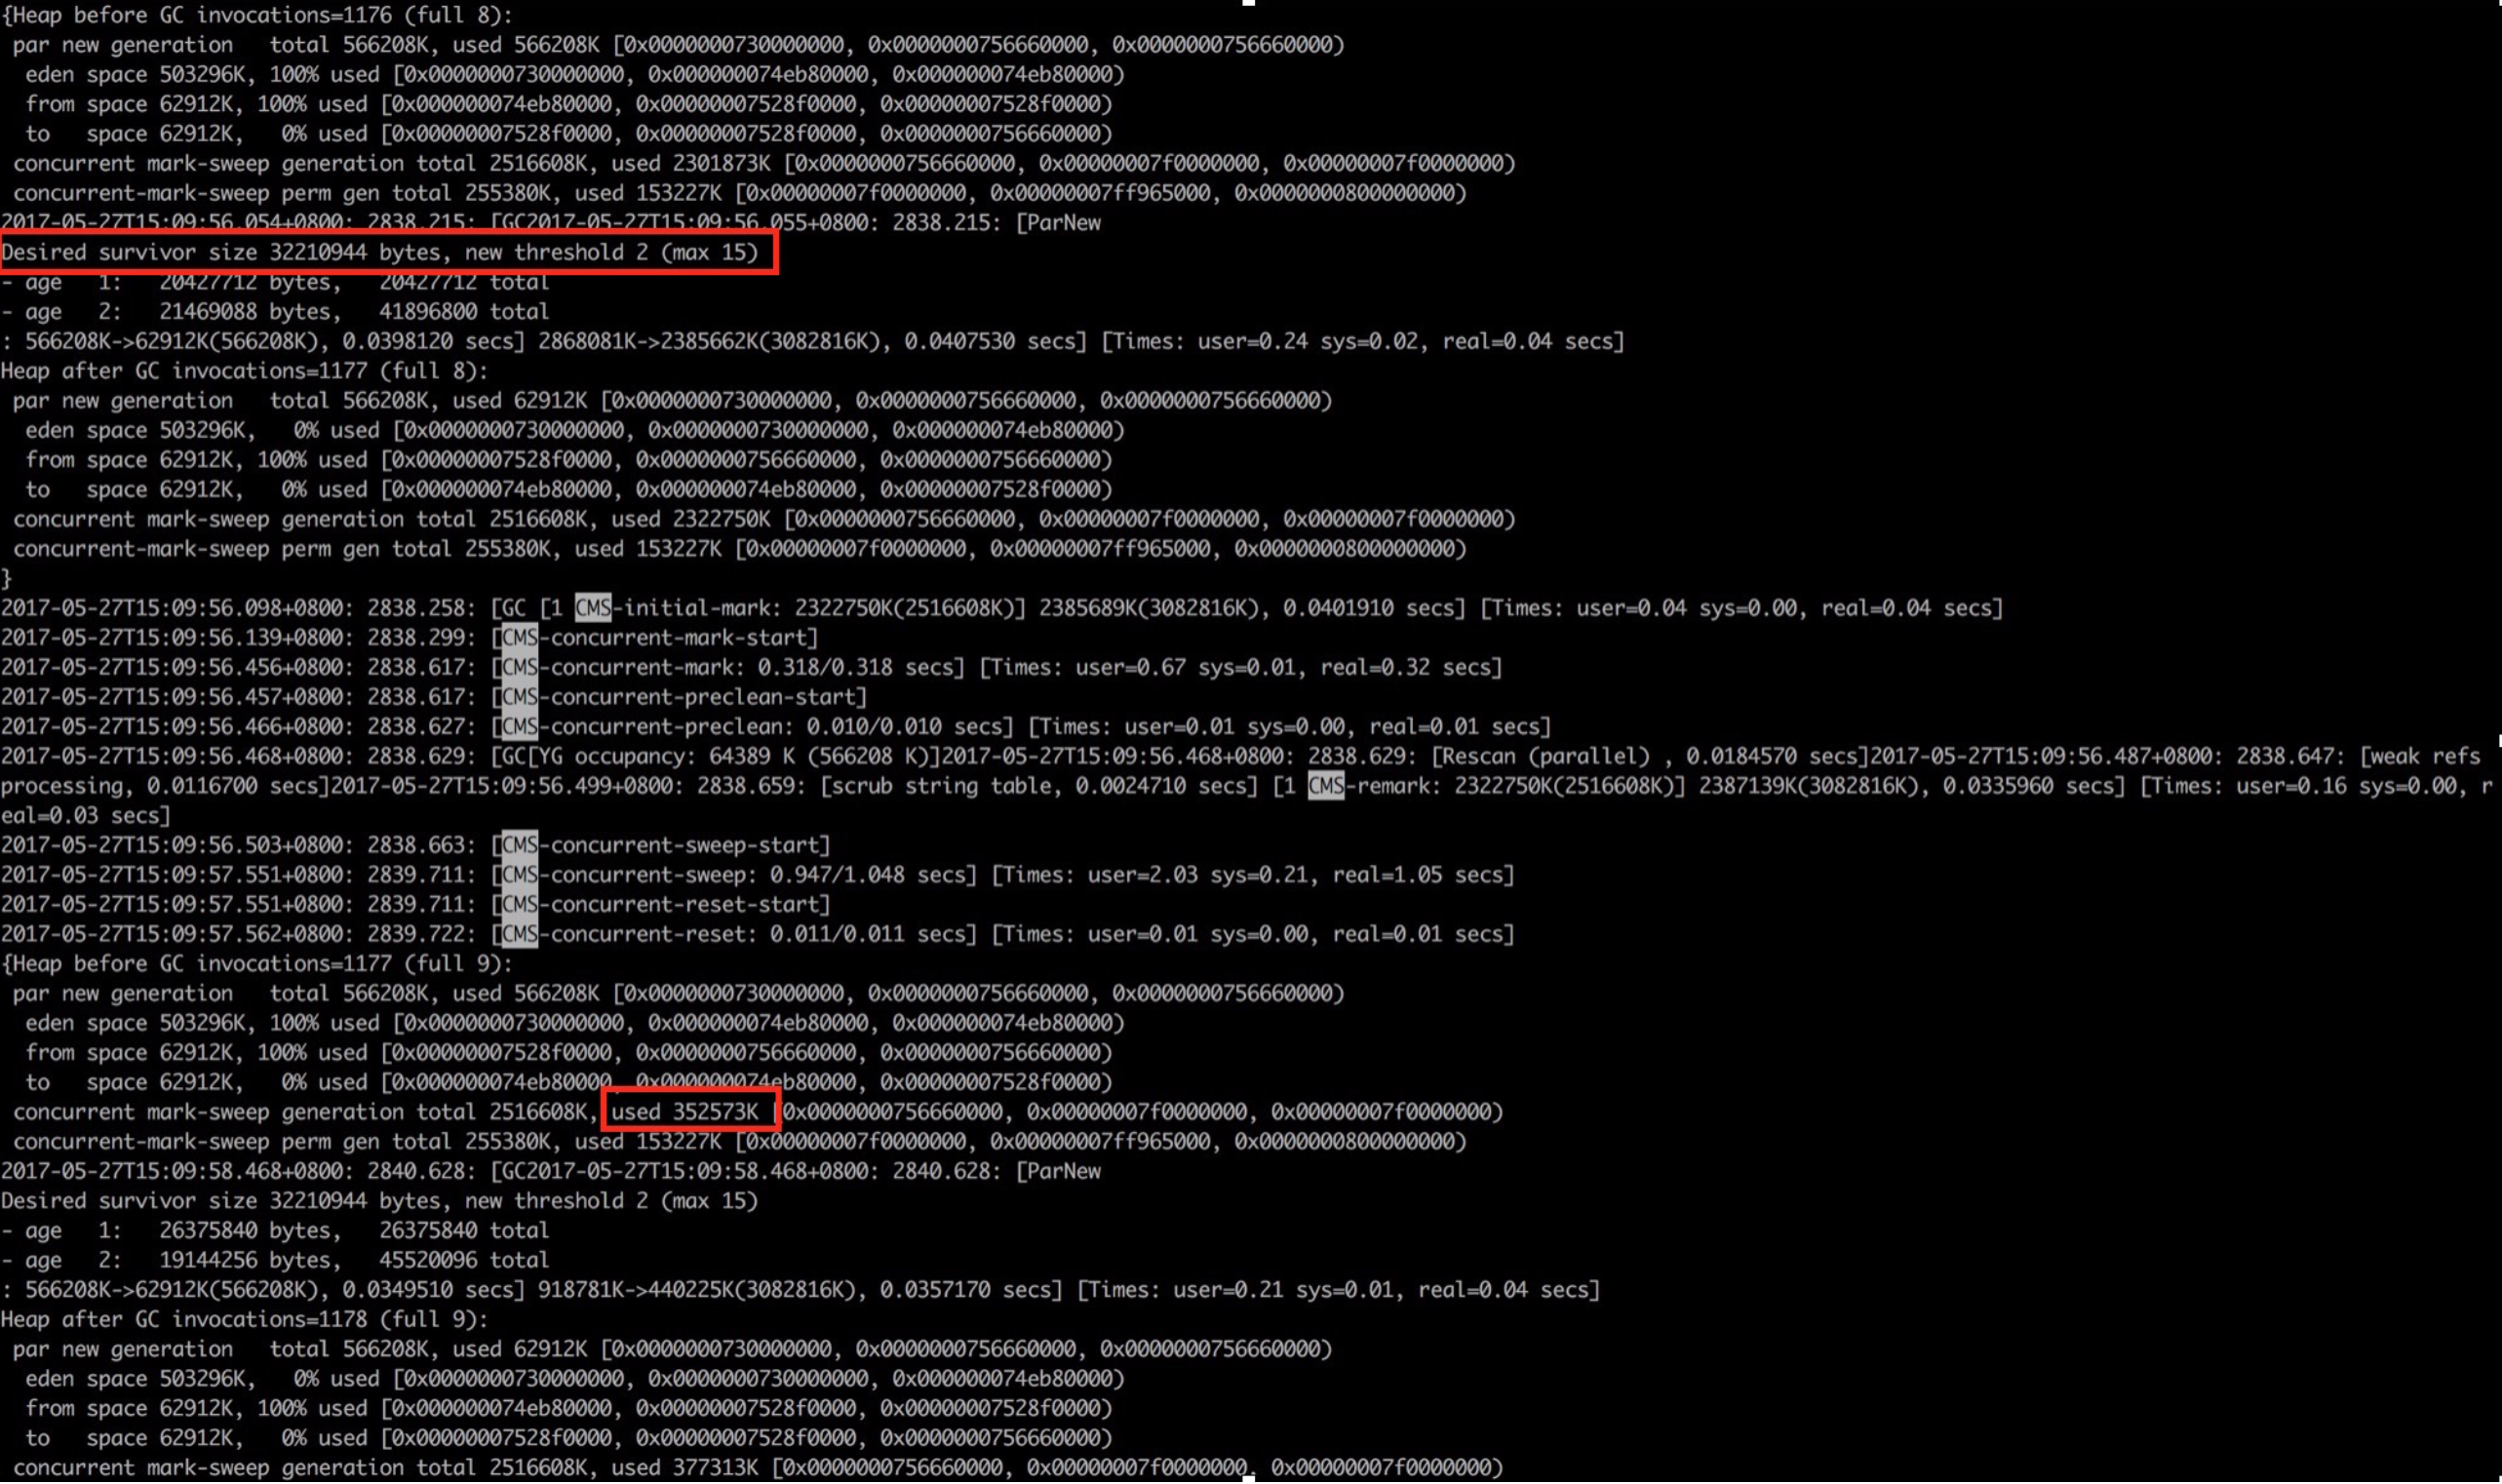 {Heap before GC invocations=1176 (full 8):
 par new generation   total 566208K, used 566208K [0x0000000730000000, 0x0000000756660000, 0x0000000756660000)
  eden space 503296K, 100% used [0x0000000730000000, 0x000000074eb80000, 0x000000074eb80000)
  from space 62912K, 100% used [0x000000074eb80000, 0x00000007528f0000, 0x00000007528f0000)
  to   space 62912K,   0% used [0x00000007528f0000, 0x00000007528f0000, 0x0000000756660000)
 concurrent mark-sweep generation total 2516608K, used 2301873K [0x0000000756660000, 0x00000007f0000000, 0x00000007f0000000)
 concurrent-mark-sweep perm gen total 255380K, used 153227K [0x00000007f0000000, 0x00000007ff965000, 0x0000000800000000)
2017-05-27T15:09:56.054+0800: 2838.215: [GC2017-05-27T15:09:56.055+0800: 2838.215: [ParNew
Desired survivor size 32210944 bytes, new threshold 2 (max 15)
- age   1:   20427712 bytes,   20427712 total
- age   2:   21469088 bytes,   41896800 total
: 566208K->62912K(566208K), 0.0398120 secs] 2868081K->2385662K(3082816K), 0.0407530 secs] [Times: user=0.24 sys=0.02, real=0.04 secs]
Heap after GC invocations=1177 (full 8):
 par new generation   total 566208K, used 62912K [0x0000000730000000, 0x0000000756660000, 0x0000000756660000)
  eden space 503296K,   0% used [0x0000000730000000, 0x0000000730000000, 0x000000074eb80000)
  from space 62912K, 100% used [0x00000007528f0000, 0x0000000756660000, 0x0000000756660000)
  to   space 62912K,   0% used [0x000000074eb80000, 0x000000074eb80000, 0x00000007528f0000)
 concurrent mark-sweep generation total 2516608K, used 2322750K [0x0000000756660000, 0x00000007f0000000, 0x00000007f0000000)
 concurrent-mark-sweep perm gen total 255380K, used 153227K [0x00000007f0000000, 0x00000007ff965000, 0x0000000800000000)
}
2017-05-27T15:09:56.098+0800: 2838.258: [GC [1 CMS-initial-mark: 2322750K(2516608K)] 2385689K(3082816K), 0.0401910 secs] [Times: user=0.04 sys=0.00, real=0.04 secs]
2017-05-27T15:09:56.139+0800: 2838.299: [CMS-concurrent-mark-start]
2017-05-27T15:09:56.456+0800: 2838.617: [CMS-concurrent-mark: 0.318/0.318 secs] [Times: user=0.67 sys=0.01, real=0.32 secs]
2017-05-27T15:09:56.457+0800: 2838.617: [CMS-concurrent-preclean-start]
2017-05-27T15:09:56.466+0800: 2838.627: [CMS-concurrent-preclean: 0.010/0.010 secs] [Times: user=0.01 sys=0.00, real=0.01 secs]
2017-05-27T15:09:56.468+0800: 2838.629: [GC[YG occupancy: 64389 K (566208 K)]2017-05-27T15:09:56.468+0800: 2838.629: [Rescan (parallel) , 0.0184570 secs]2017-05-27T15:09:56.487+0800: 2838.647: [weak refs
processing, 0.0116700 secs]2017-05-27T15:09:56.499+0800: 2838.659: [scrub string table, 0.0024710 secs] [1 CMS-remark: 2322750K(2516608K)] 2387139K(3082816K), 0.0335960 secs] [Times: user=0.16 sys=0.00, r
eal=0.03 secs]
2017-05-27T15:09:56.503+0800: 2838.663: [CMS-concurrent-sweep-start]
2017-05-27T15:09:57.551+0800: 2839.711: [CMS-concurrent-sweep: 0.947/1.048 secs] [Times: user=2.03 sys=0.21, real=1.05 secs]
2017-05-27T15:09:57.551+0800: 2839.711: [CMS-concurrent-reset-start]
2017-05-27T15:09:57.562+0800: 2839.722: [CMS-concurrent-reset: 0.011/0.011 secs] [Times: user=0.01 sys=0.00, real=0.01 secs]
{Heap before GC invocations=1177 (full 9):
 par new generation   total 566208K, used 566208K [0x0000000730000000, 0x0000000756660000, 0x0000000756660000)
  eden space 503296K, 100% used [0x0000000730000000, 0x000000074eb80000, 0x000000074eb80000)
  from space 62912K, 100% used [0x00000007528f0000, 0x0000000756660000, 0x0000000756660000)
  to   space 62912K,   0% used [0x000000074eb80000, 0x000000074eb80000, 0x00000007528f0000)
 concurrent mark-sweep generation total 2516608K, used 352573K [0x0000000756660000, 0x00000007f0000000, 0x00000007f0000000)
 concurrent-mark-sweep perm gen total 255380K, used 153227K [0x00000007f0000000, 0x00000007ff965000, 0x0000000800000000)
2017-05-27T15:09:58.468+0800: 2840.628: [GC2017-05-27T15:09:58.468+0800: 2840.628: [ParNew
Desired survivor size 32210944 bytes, new threshold 2 (max 15)
- age   1:   26375840 bytes,   26375840 total
- age   2:   19144256 bytes,   45520096 total
: 566208K->62912K(566208K), 0.0349510 secs] 918781K->440225K(3082816K), 0.0357170 secs] [Times: user=0.21 sys=0.01, real=0.04 secs]
Heap after GC invocations=1178 (full 9):
 par new generation   total 566208K, used 62912K [0x0000000730000000, 0x0000000756660000, 0x0000000756660000)
  eden space 503296K,   0% used [0x0000000730000000, 0x0000000730000000, 0x000000074eb80000)
  from space 62912K, 100% used [0x000000074eb80000, 0x00000007528f0000, 0x00000007528f0000)
  to   space 62912K,   0% used [0x00000007528f0000, 0x00000007528f0000, 0x0000000756660000)
 concurrent mark-sweep generation total 2516608K, used 377313K [0x0000000756660000, 0x00000007f0000000, 0x00000007f0000000)